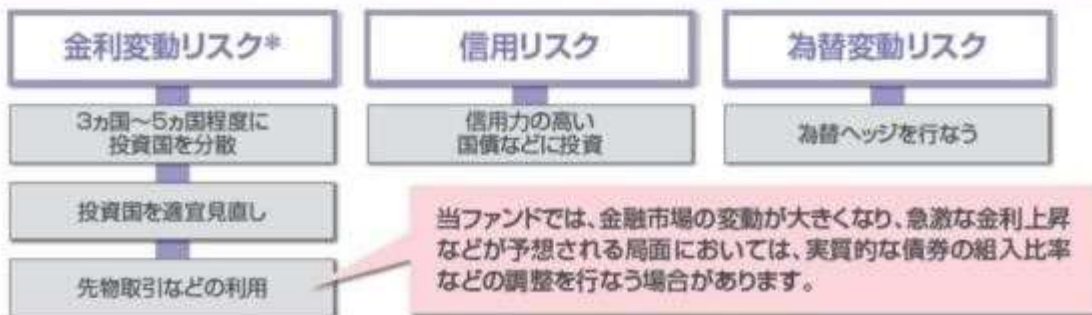 金利変動リスク*
信用リスク
為替変動リスク
3ヵ国～5ヵ国程度に
投資国を分散
信用力の高い
国債などに投資
為替ヘッジを行なう
投資国を適宜見直し
先物取引などの利用
当ファンドでは、金融市場の変動が大きくなり、急激な金利上昇
などが予想される局面においては、実質的な債券の組入比率
などの調整を行なう場合があります。